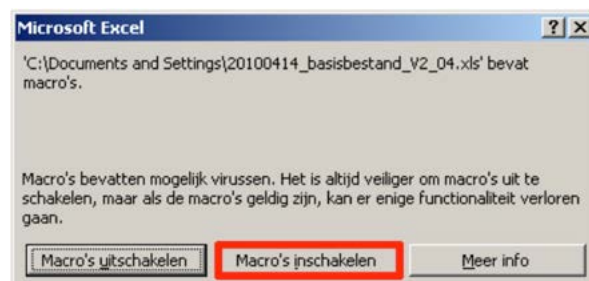 Microsoft Excel
'C:\Documents and Settings\20100414_basisbestand_V2_04.xls' bevat
macro's.
Macro's bevatten mogelijk virussen. Het is altijd veiliger om macro's uit te
schakelen, maar als de macro's geldig zijn, kan er enige functionaliteit verloren
gaan.
Macro's uitschakelen Macro's inschakelen Meer info